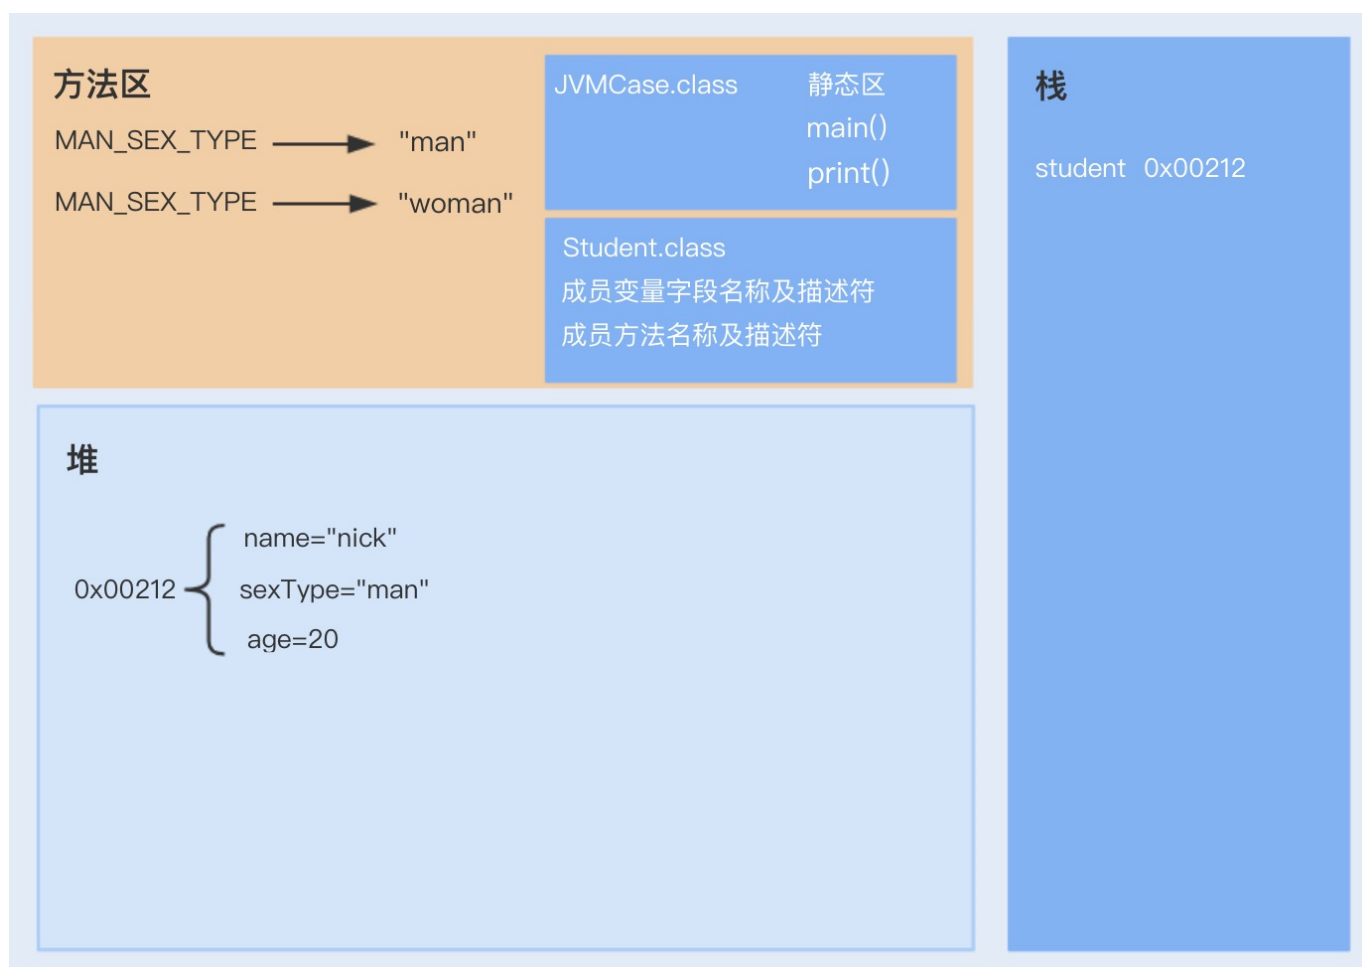 方法区
MAN_SEX_TYPE "man"
MAN_SEX_TYPE "woman"
JVMCase.class 静态区
main()
print()
Student.class
成员变量字段名称及描述符
成员方法名称及描述符
栈
student 0x00212
堆
name="nick"
0x00212 sexType="man"
age=20